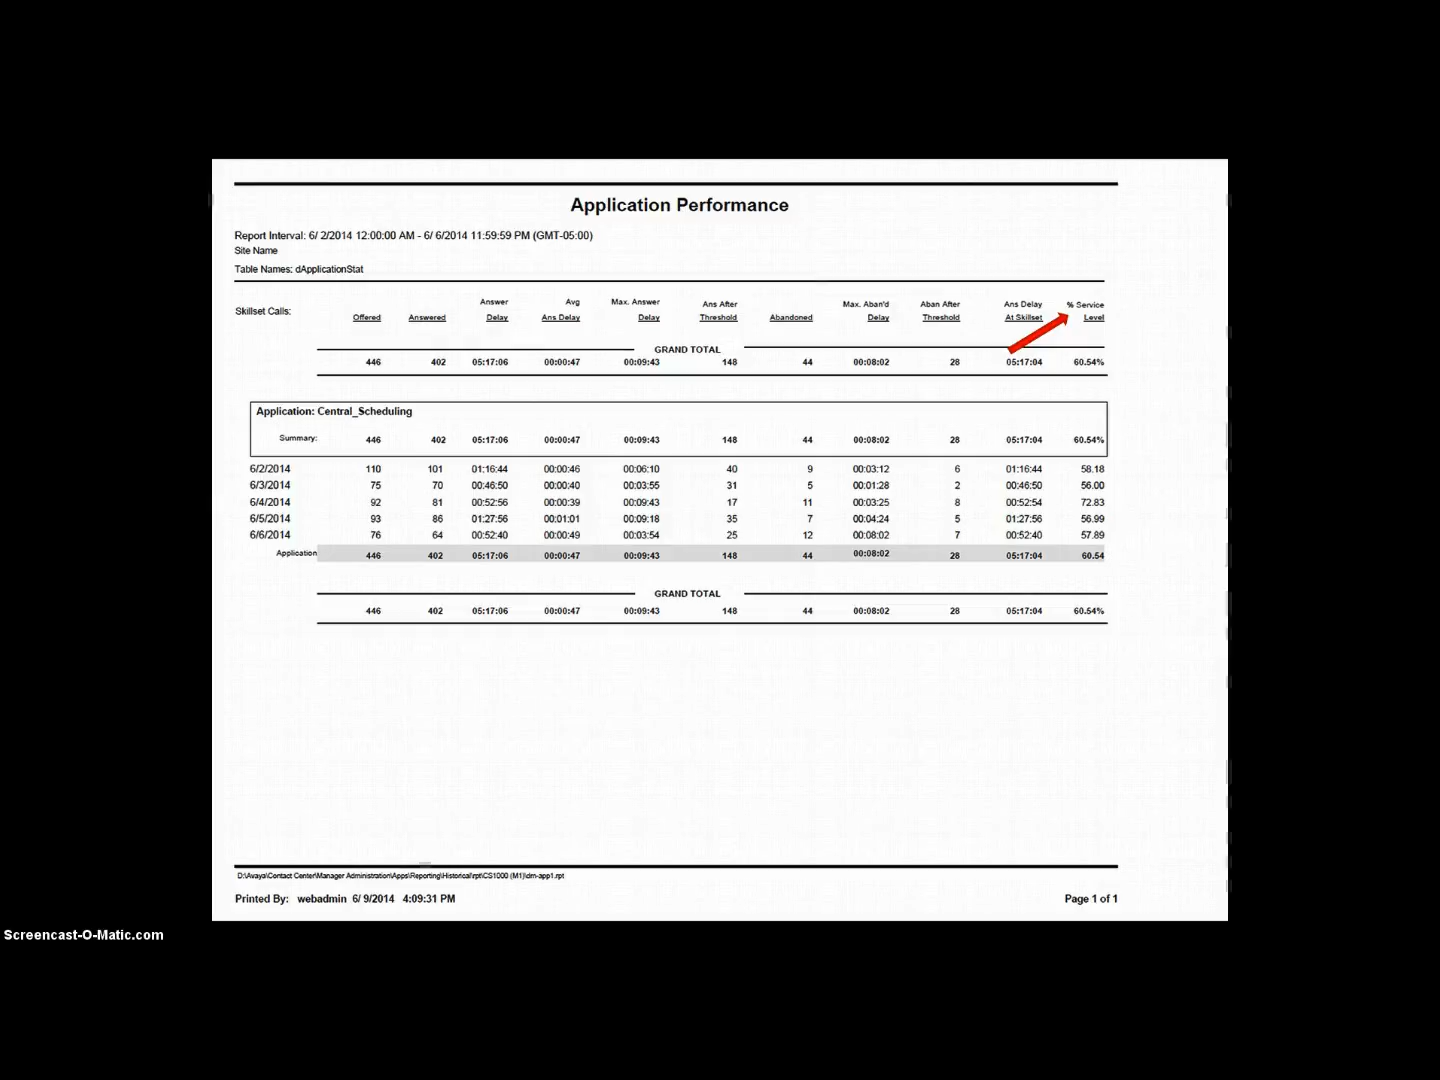 Application Performance
Report Interval: 6/ 2/2014 12:00:00 AM - 6/ 6/2014 11:59:59 PM (GMT-05:00)
Site Name
Table Names: dApplicationStat
Skillset Calls: Offered Answered Answer Delay Avg Ans Delay Max. Answer Delay Ans After Threshold Abandoned Max. Aban'd Delay Aban After Threshold Ans Delay At Skillset % Service Level
GRAND TOTAL
446 402 05:17:06 00:00:47 00:09:43 148 44 00:08:02 28 05:17:04 60.54%
Application: Central_Scheduling
Summary: 446 402 05:17:06 00:00:47 00:09:43 148 44 00:08:02 28 05:17:04 60.54%
6/2/2014 110 101 01:16:44 00:00:46 00:06:10 40 9 00:03:12 6 01:16:44 58.18
6/3/2014 75 70 00:46:50 00:00:40 00:03:55 31 5 00:01:28 2 00:46:50 56.00
6/4/2014 92 81 00:52:56 00:00:39 00:09:43 17 11 00:03:25 8 00:52:54 72.83
6/5/2014 93 86 01:27:56 00:01:01 00:09:18 35 7 00:04:24 5 01:27:56 56.99
6/6/2014 76 64 00:52:40 00:00:49 00:03:54 25 12 00:08:02 7 00:52:40 57.89
Application 446 402 05:17:06 00:00:47 00:09:43 148 44 00:08:02 28 05:17:04 60.54
GRAND TOTAL
446 402 05:17:06 00:00:47 00:09:43 148 44 00:08:02 28 05:17:04 60.54%
D:\Avaya\Contact Center\Manager Administration\Apps\Reporting\Historical\rpt\CS1000 (M1)\dm-app1.rpt
Printed By: webadmin 6/ 9/2014 4:09:31 PM Page 1 of 1
Screencast-O-Matic.com